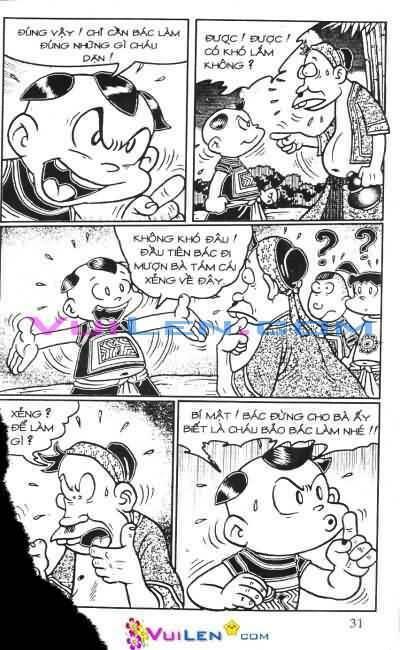 ĐÚNG VẬY! CHỈ CẦN BÁC LÀM
ĐÚNG NHỮNG GÌ CHÁU
DẶN!
ĐƯỢC! ĐƯỢC!
CÓ KHÓ LẮM
KHÔNG?
KHÔNG KHÓ ĐÂU!
ĐẦU TIÊN BÁC ĐI
MƯỢN BÀ TÁM CÁI
XẺNG VỀ ĐÂY.
?
?
VUILEN.COM
XẺNG?
ĐỂ LÀM
GÌ?
BÍ MẬT! BÁC ĐỪNG CHO BÀ ẤY
BIẾT LÀ CHÁU BẢO BÁC LÀM NHÉ!!
31
VUILEN.COM